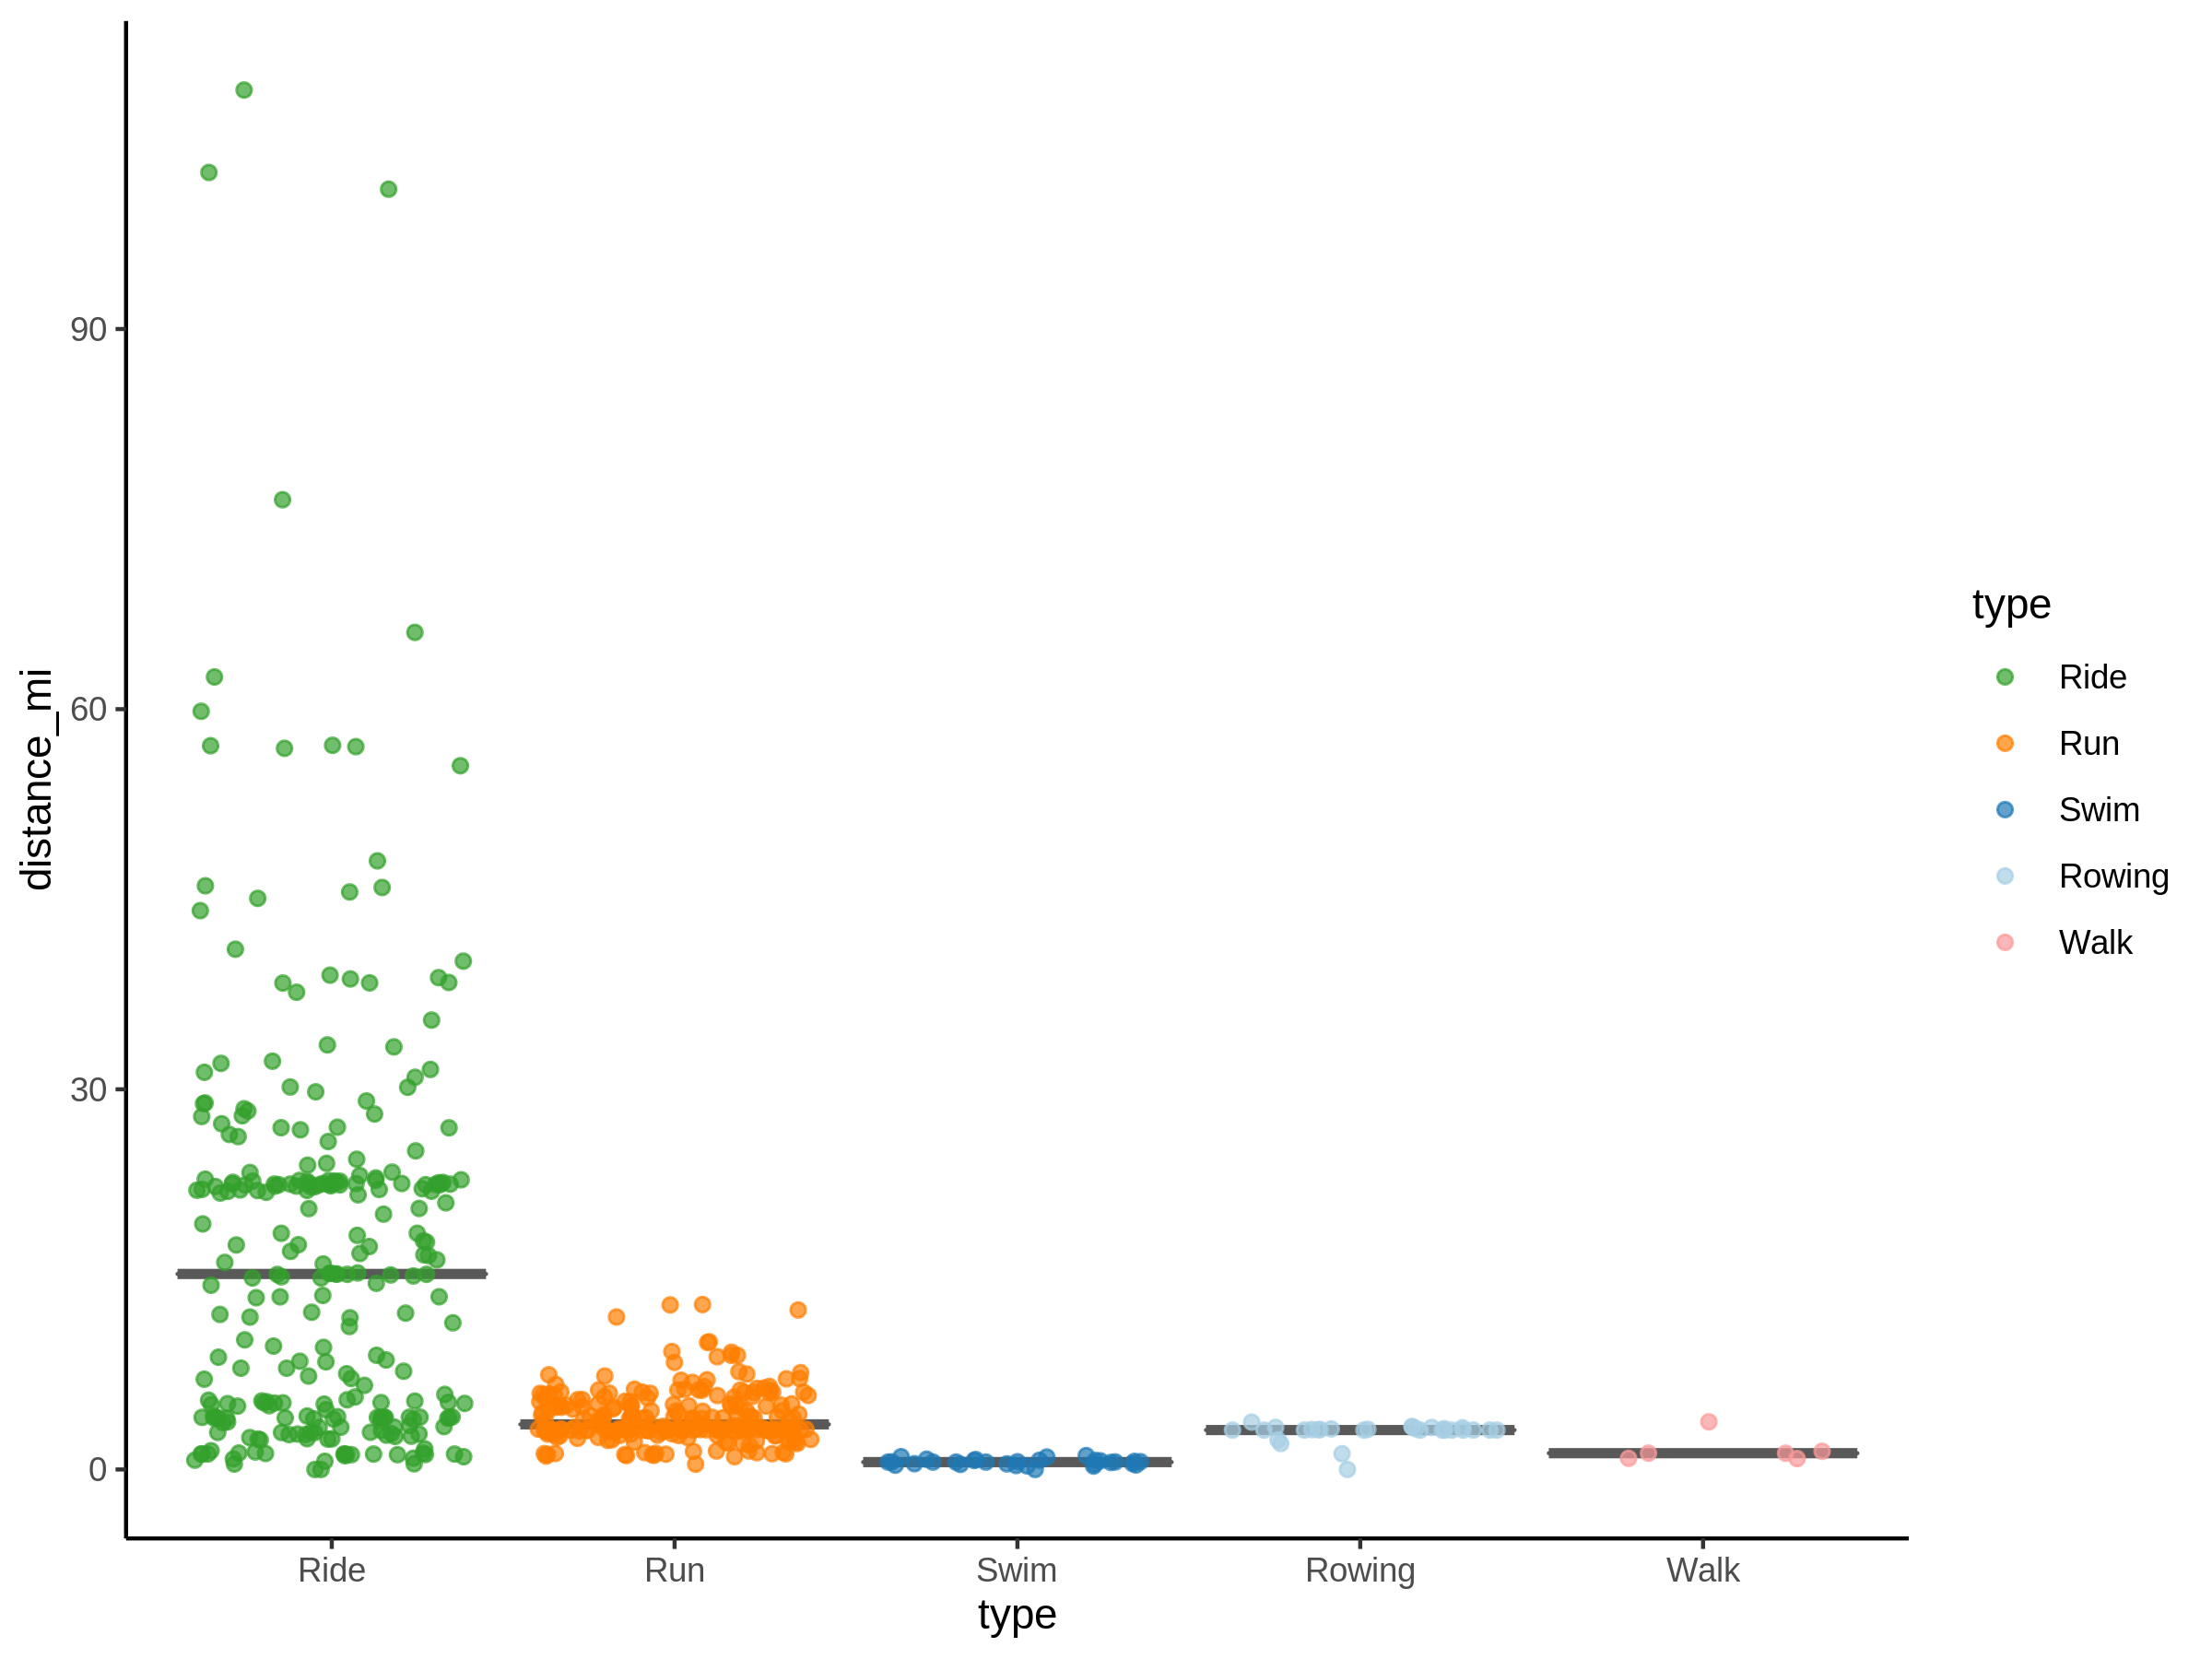 90
60
30
0
distance_mi
Ride
Run
Swim
Rowing
Walk
type
type
Ride
Run
Swim
Rowing
Walk